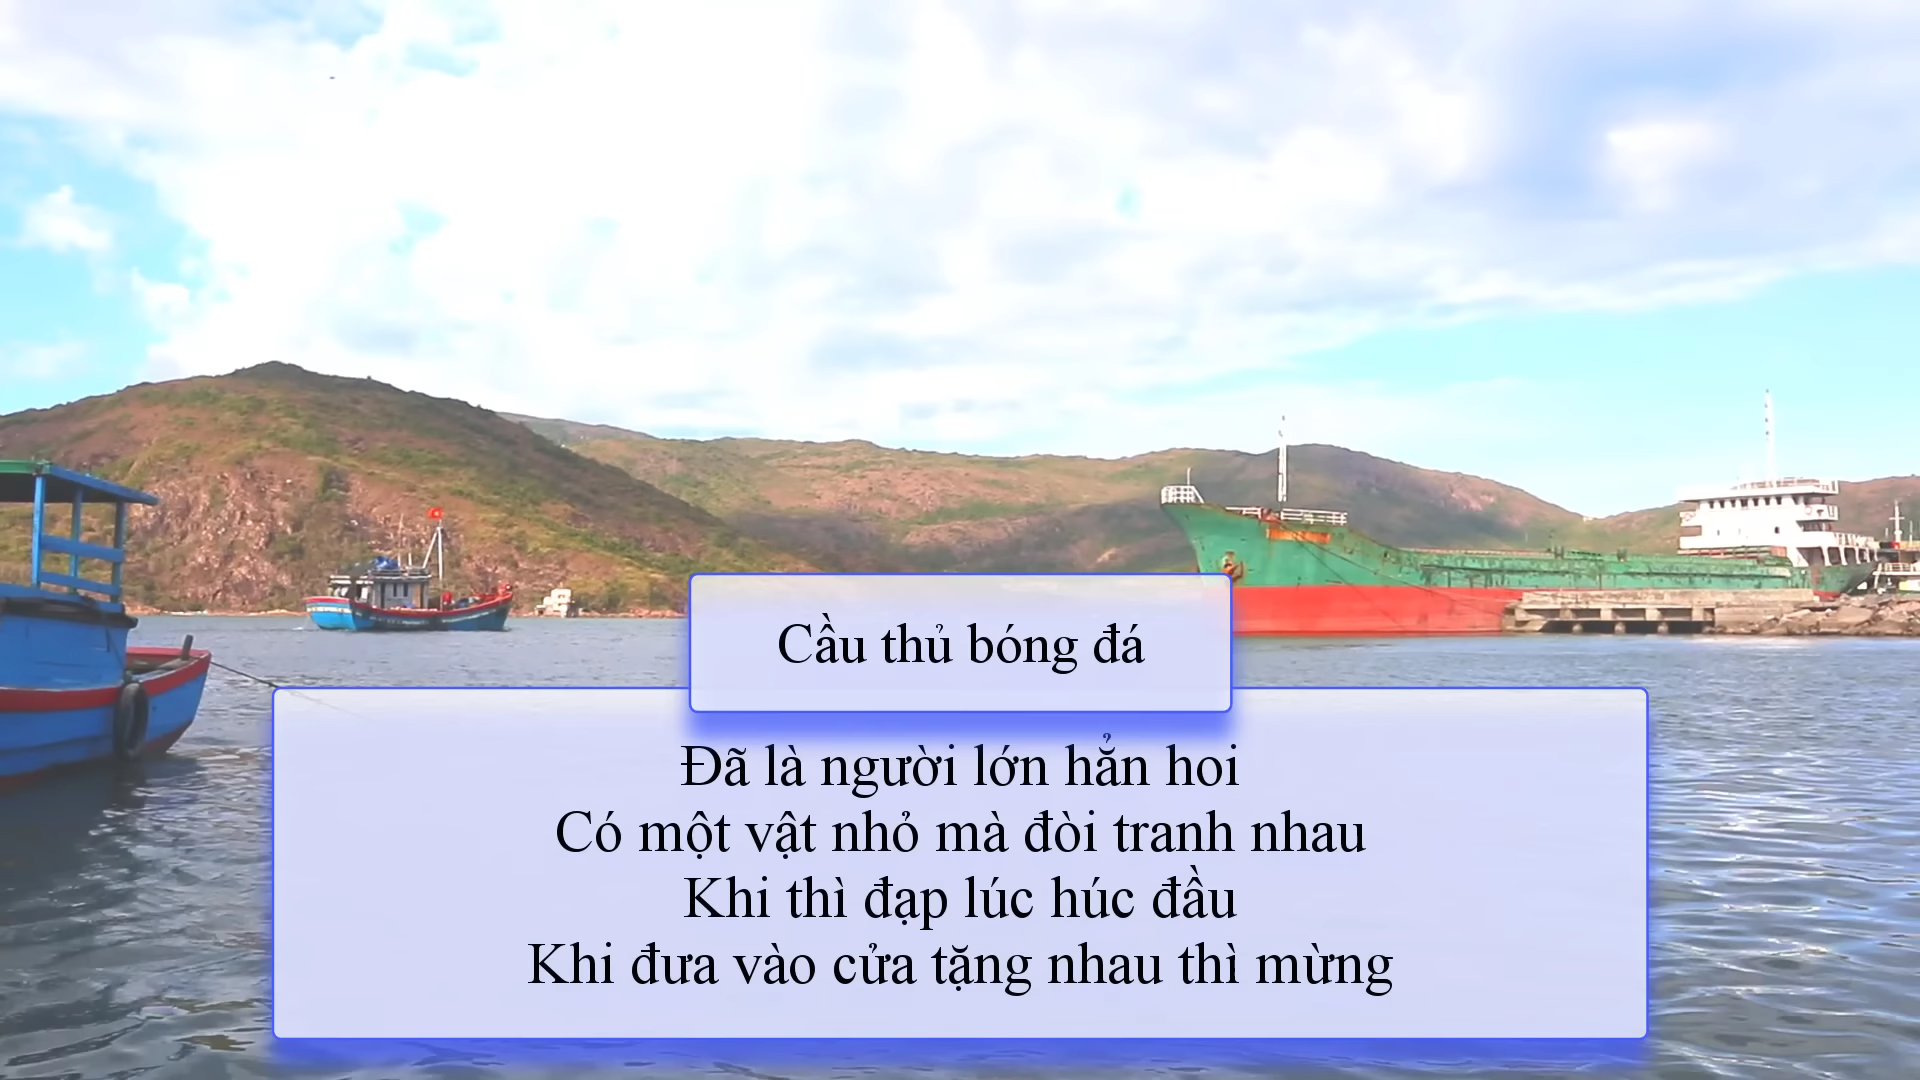 Cầu thủ bóng đá
Đã là người lớn hẳn hoi
Có một vật nhỏ mà đòi tranh nhau
Khi thì đạp lúc húc đầu
Khi đưa vào cửa tặng nhau thì mừng